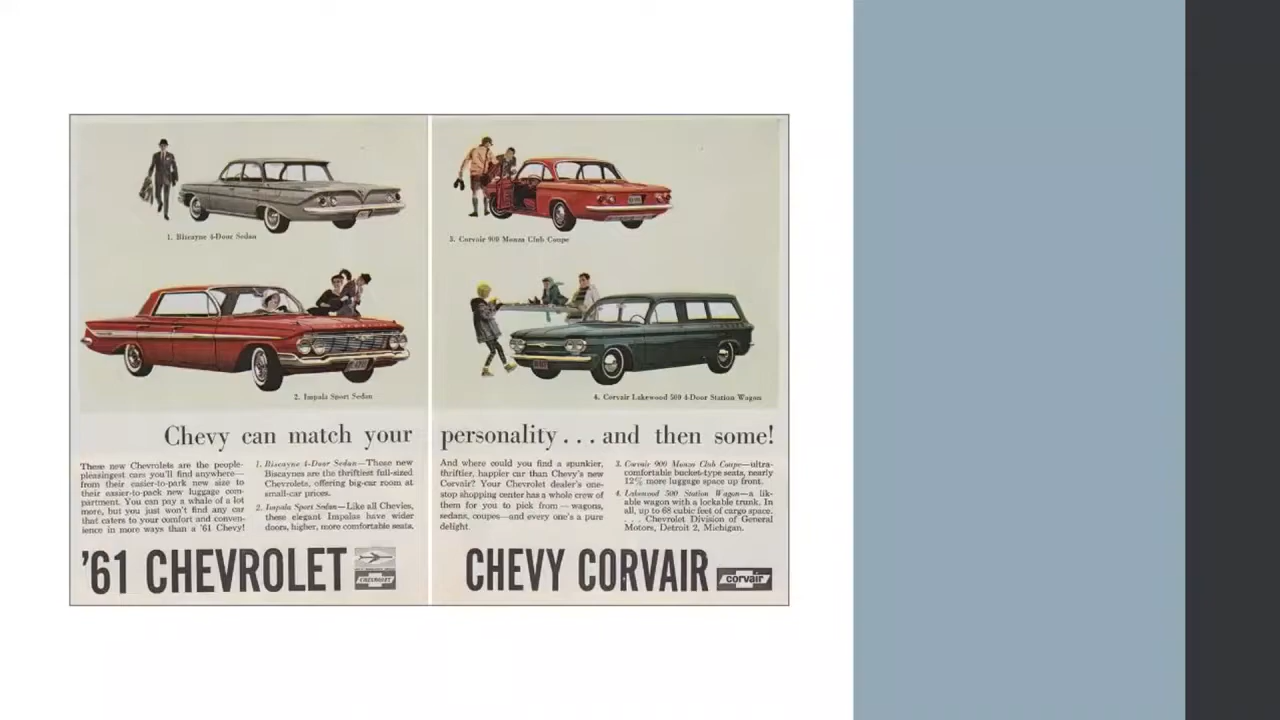 1. Biscayne 4-Door Sedan
2. Impala Sport Sedan
3. Corvair 900 Monza Club Coupe
4. Corvair Lakewood 500 4-Door Station Wagon
Chevy can match your personality...and then some!
These new Chevrolets are the people-
pleasingest cars you'll find anywhere—
from their easier-to-park new size to
their easier-to-pack new luggage com-
partment. You can pay a whale of a lot
more, but you just won't find any car
that caters to your comfort and conven-
ience in more ways than a '61 Chevy!
1. Biscayne 4-Door Sedan—These new
Biscaynes are the thriftiest full-sized
Chevrolets, offering big-car room at
small-car prices.
2. Impala Sport Sedan—Like all Chevies,
these elegant Impalas have wider
doors, higher, more comfortable seats.
And where could you find a spunkier,
thriftier, happier car than Chevy's new
Corvair? Your Chevrolet dealer's one-
stop shopping center has a whole crew of
them for you to pick from—wagons,
sedans, coupes—and every one's a pure
delight.
3. Corvair 900 Monza Club Coupe—ultra-
comfortable bucket-type seats, nearly
12% more luggage space up front.
4. Lakewood 500 Station Wagon—a lik-
able wagon with a lockable trunk. In
all, up to 68 cubic feet of cargo space.
. . . . Chevrolet Division of General
Motors, Detroit 2, Michigan.
'61 CHEVROLET
CHEVROLET
CHEVY CORVAIR
corvair